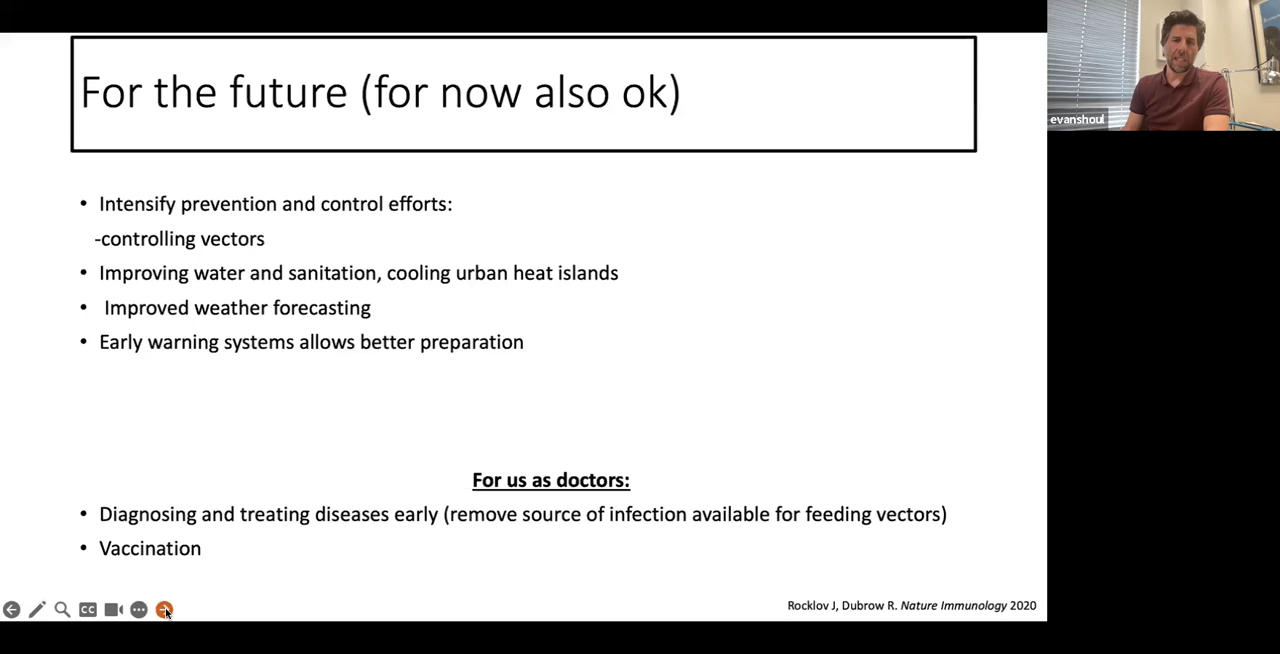 For the future (for now also ok)
evanshoul
• Intensify prevention and control efforts:
-controlling vectors
• Improving water and sanitation, cooling urban heat islands
• Improved weather forecasting
• Early warning systems allows better preparation
For us as doctors:
• Diagnosing and treating diseases early (remove source of infection available for feeding vectors)
• Vaccination
CC
Rocklov J, Dubrow R. Nature Immunology 2020